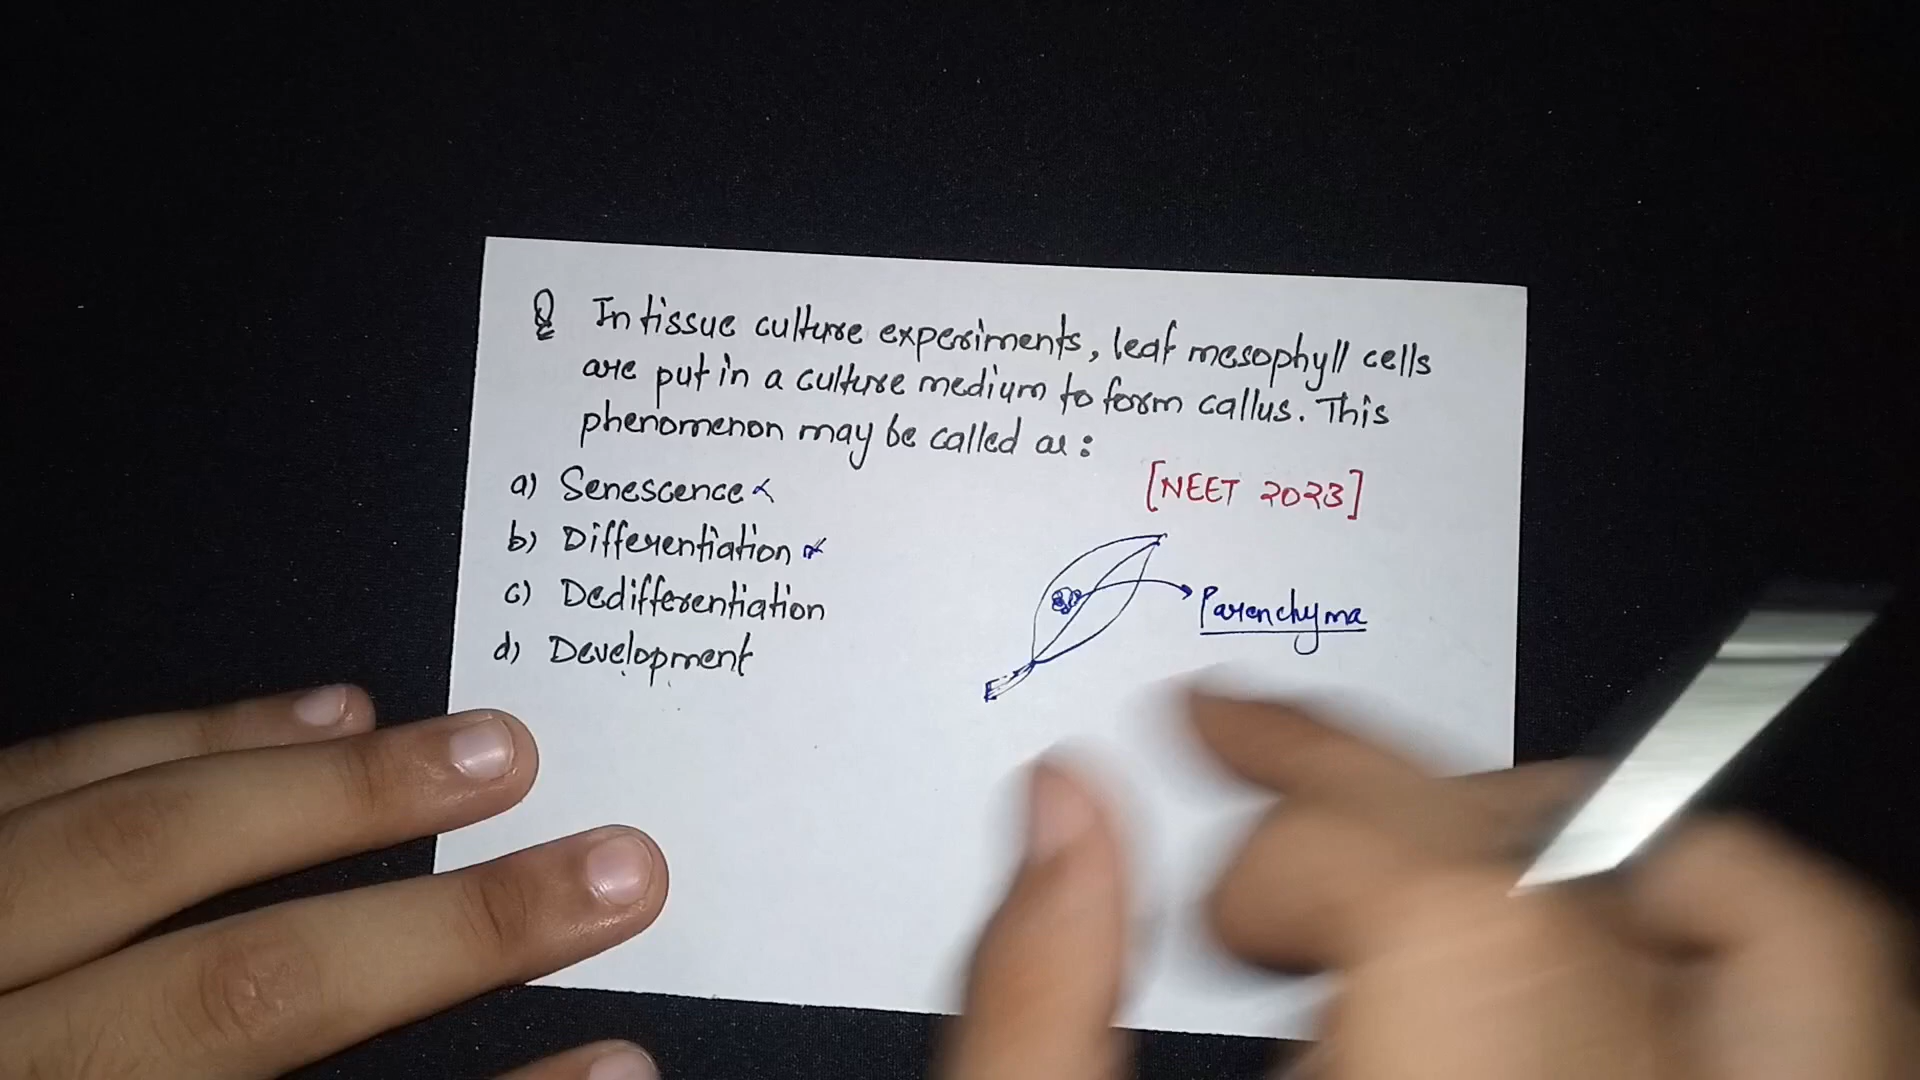 Q In tissue culture experiments, leaf mesophyll cells
are put in a culture medium to form callus. This
phenomenon may be called as:
[NEET 2023]
a) Senescence
b) Differentiation
c) Dedifferentiation
d) Development
Parenchyma